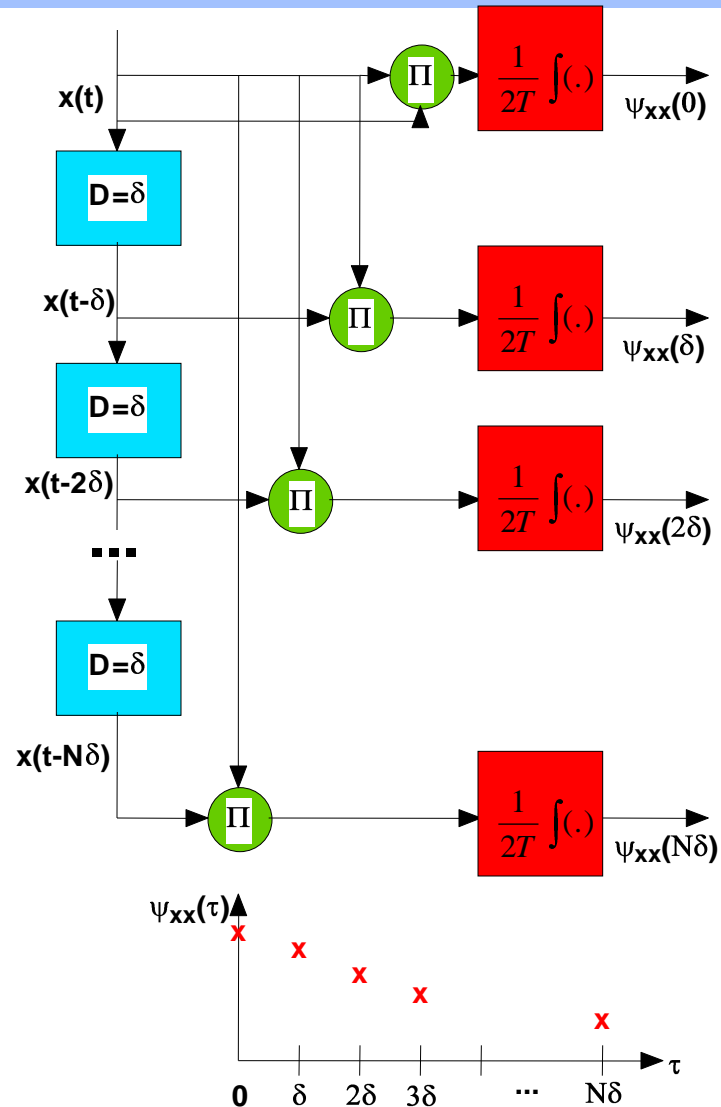 x(t)
Π
1/2T ∫(.)
ψxx(0)
D=δ
x(t-δ)
Π
1/2T ∫(.)
ψxx(δ)
D=δ
x(t-2δ)
Π
1/2T ∫(.)
ψxx(2δ)
...
D=δ
x(t-Nδ)
Π
1/2T ∫(.)
ψxx(Nδ)
ψxx(τ)
x x x x x
τ
0 δ 2δ 3δ ... Nδ